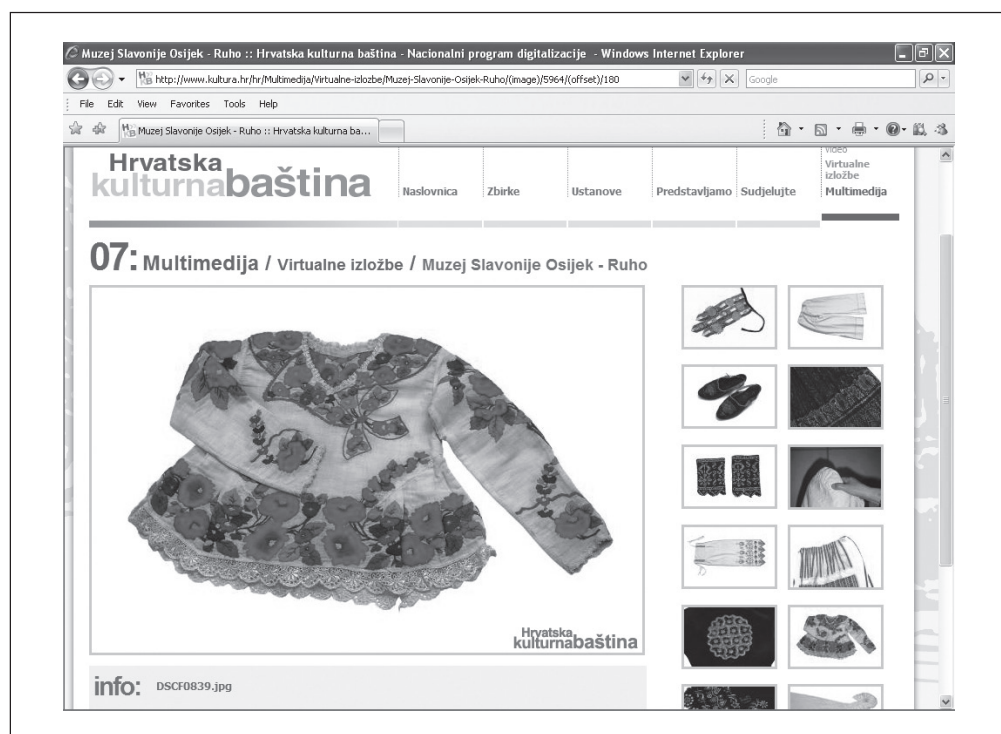 Muzej Slavonije Osijek - Ruho :: Hrvatska kulturna baština - Nacionalni program digitalizacije - Windows Internet Explorer
http://www.kultura.hr/hr/Multimedija/Virtualne-izlozbe/Muzej-Slavonije-Osijek-Ruho/(image)/5964/(offset)/180
Google
File Edit View Favorites Tools Help
Muzej Slavonije Osijek - Ruho :: Hrvatska kulturna ba...
Hrvatska
kulturnabaština
Naslovnica
Zbirke
Ustanove
Predstavljamo
Sudjelujte
Video
Virtualne
izložbe
Multimedija
07: Multimedija / Virtualne izložbe / Muzej Slavonije Osijek - Ruho
Hrvatska
kulturnabaština
info: DSCF0839.jpg